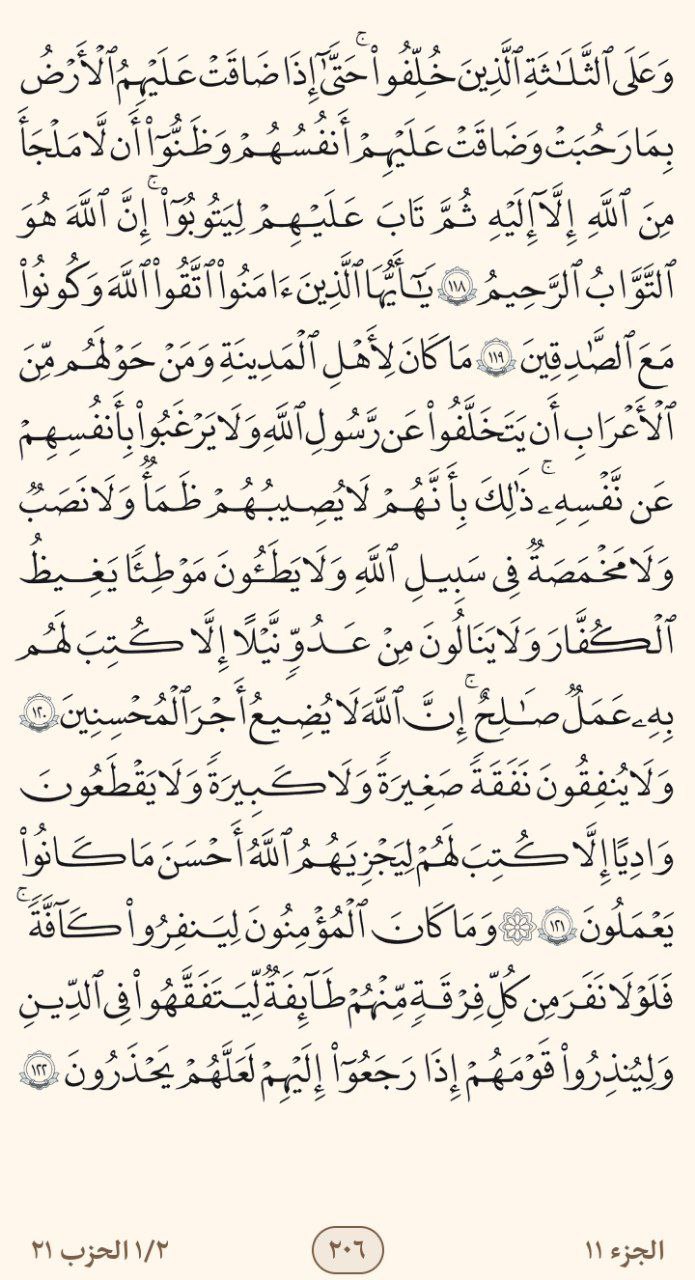 وَعَلَى ٱلثَّلَـٰثَةِ ٱلَّذِينَ خُلِّفُوا۟ حَتَّىٰٓ إِذَا ضَاقَتْ عَلَيْهِمُ ٱلْأَرْضُ
بِمَا رَحُبَتْ وَضَاقَتْ عَلَيْهِمْ أَنفُسُهُمْ وَظَنُّوٓا۟ أَن لَّا مَلْجَأَ
مِنَ ٱللَّهِ إِلَّآ إِلَيْهِ ثُمَّ تَابَ عَلَيْهِمْ لِيَتُوبُوٓا۟ ۚ إِنَّ ٱللَّهَ هُوَ
ٱلتَّوَّابُ ٱلرَّحِيمُ ١١٨ يَـٰٓأَيُّهَا ٱلَّذِينَ ءَامَنُوا۟ ٱتَّقُوا۟ ٱللَّهَ وَكُونُوا۟
مَعَ ٱلصَّـٰدِقِينَ ١١٩ مَا كَانَ لِأَهْلِ ٱلْمَدِينَةِ وَمَنْ حَوْلَهُم مِّنَ
ٱلْأَعْرَابِ أَن يَتَخَلَّفُوا۟ عَن رَّسُولِ ٱللَّهِ وَلَا يَرْغَبُوا۟ بِأَنفُسِهِمْ
عَن نَّفْسِهِۦ ۚ ذَٰلِكَ بِأَنَّهُمْ لَا يُصِيبُهُمْ ظَمَأٌ وَلَا نَصَبٌ
وَلَا مَخْمَصَةٌ فِى سَبِيلِ ٱللَّهِ وَلَا يَطَـُٔونَ مَوْطِئًا يَغِيظُ
ٱلْكُفَّارَ وَلَا يَنَالُونَ مِنْ عَدُوٍّ نَّيْلًا إِلَّا كُتِبَ لَهُم
بِهِۦ عَمَلٌ صَـٰلِحٌ ۚ إِنَّ ٱللَّهَ لَا يُضِيعُ أَجْرَ ٱلْمُحْسِنِينَ ١٢٠
وَلَا يُنفِقُونَ نَفَقَةً صَغِيرَةً وَلَا كَبِيرَةً وَلَا يَقْطَعُونَ
وَادِيًا إِلَّا كُتِبَ لَهُمْ لِيَجْزِيَهُمُ ٱللَّهُ أَحْسَنَ مَا كَانُوا۟
يَعْمَلُونَ ١٢١ ۞ وَمَا كَانَ ٱلْمُؤْمِنُونَ لِيَنفِرُوا۟ كَآفَّةً ۚ
فَلَوْلَا نَفَرَ مِن كُلِّ فِرْقَةٍ مِّنْهُمْ طَآئِفَةٌ لِّيَتَفَقَّهُوا۟ فِى ٱلدِّينِ
وَلِيُنذِرُوا۟ قَوْمَهُمْ إِذَا رَجَعُوٓا۟ إِلَيْهِمْ لَعَلَّهُمْ يَحْذَرُونَ ١٢٢
الجزء ١١ ٢٠٦ ١/٢ الحزب ٢١